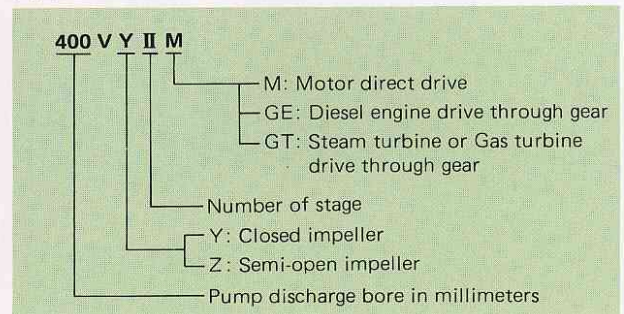 400 V Y II M
M: Motor direct drive
GE: Diesel engine drive through gear
GT: Steam turbine or Gas turbine
drive through gear
Number of stage
Y: Closed impeller
Z: Semi-open impeller
Pump discharge bore in millimeters